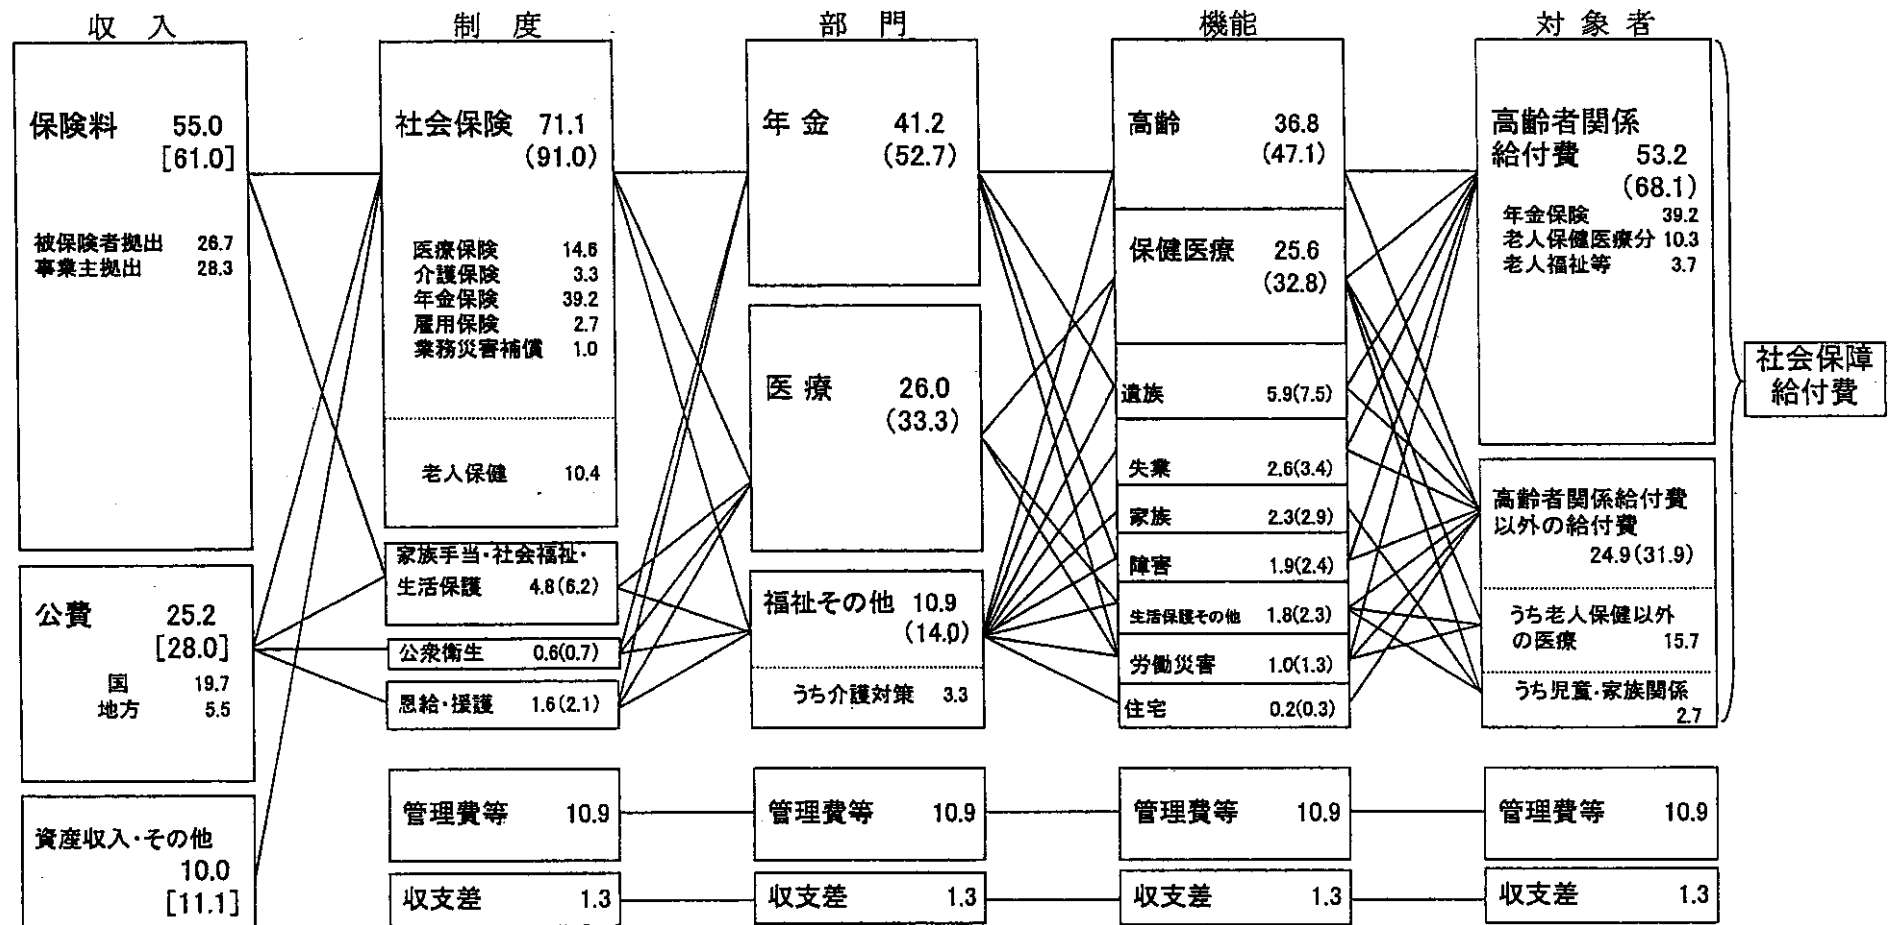 収 入
保険料 55.0
[61.0]
被保険者拠出 26.7
事業主拠出 28.3
公費 25.2
[28.0]
国 19.7
地方 5.5
資産収入・その他
10.0
[11.1]
制 度
社会保険 71.1
(91.0)
医療保険 14.6
介護保険 3.3
年金保険 39.2
雇用保険 2.7
業務災害補償 1.0
老人保健 10.4
家族手当・社会福祉・
生活保護 4.8(6.2)
公衆衛生 0.6(0.7)
恩給・援護 1.6(2.1)
管理費等 10.9
収支差 1.3
部 門
年 金 41.2
(52.7)
医 療 26.0
(33.3)
福祉その他 10.9
(14.0)
うち介護対策 3.3
管理費等 10.9
収支差 1.3
機能
高齢 36.8
(47.1)
保健医療 25.6
(32.8)
遺族 5.9(7.5)
失業 2.6(3.4)
家族 2.3(2.9)
障害 1.9(2.4)
生活保護その他 1.8(2.3)
労働災害 1.0(1.3)
住宅 0.2(0.3)
管理費等 10.9
収支差 1.3
対 象 者
高齢者関係
給付費 53.2
(68.1)
年金保険 39.2
老人保健医療分 10.3
老人福祉等 3.7
高齢者関係給付費
以外の給付費
24.9(31.9)
うち老人保健以外
の医療 15.7
うち児童・家族関係
2.7
管理費等 10.9
収支差 1.3
社会保障
給付費